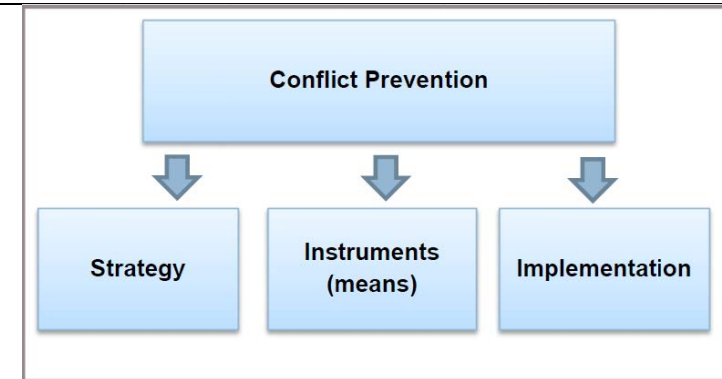 Conflict Prevention
Strategy
Instruments
(means)
Implementation